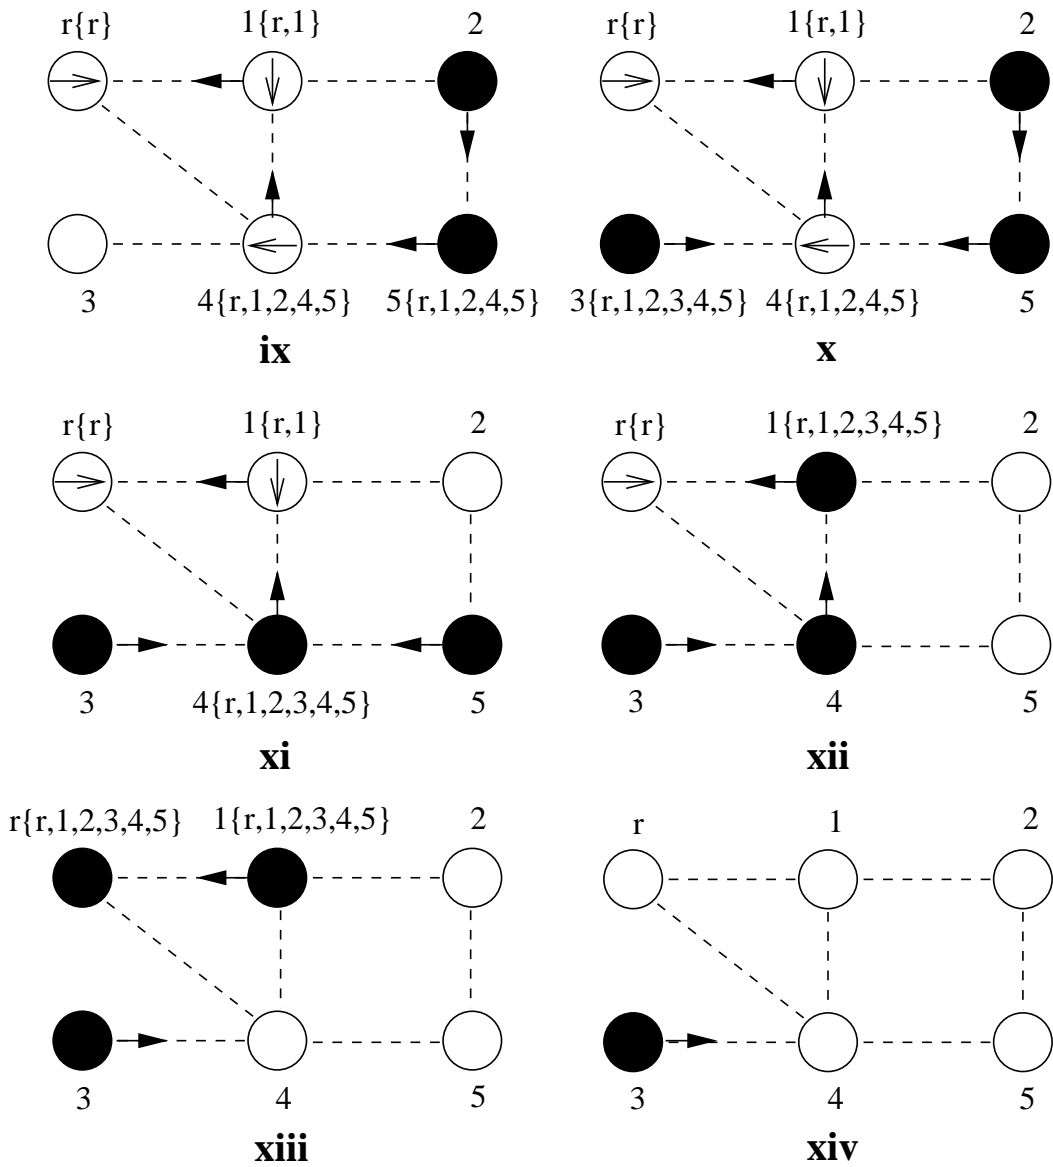 r{r} 1{r,1} 2 r{r} 1{r,1} 2
3 4{r,1,2,4,5} 5{r,1,2,4,5} 3{r,1,2,3,4,5} 4{r,1,2,4,5} 5
ix x
r{r} 1{r,1} 2 r{r} 1{r,1,2,3,4,5} 2
3 4{r,1,2,3,4,5} 5 3 4 5
xi xii
r{r,1,2,3,4,5} 1{r,1,2,3,4,5} 2 r 1 2
3 4 5 3 4 5
xiii xiv